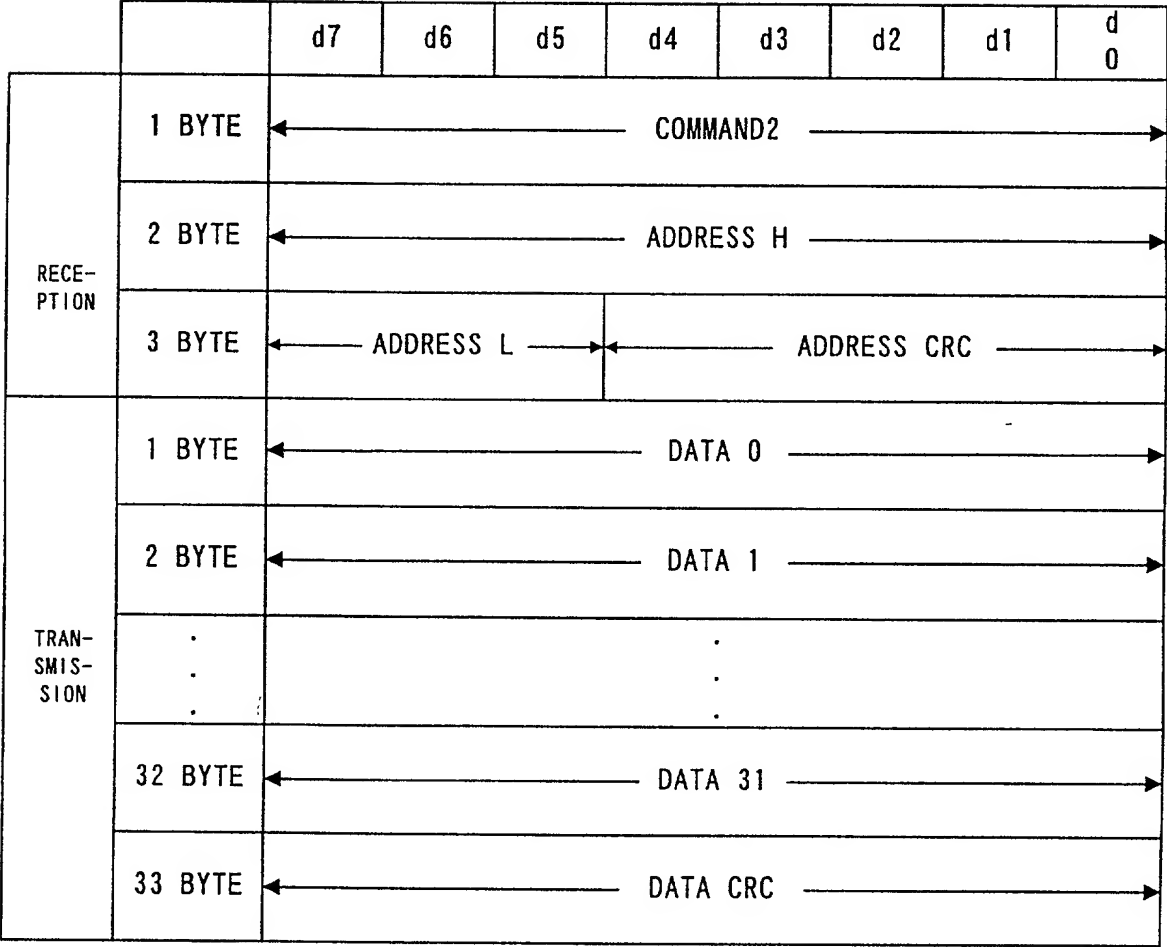 d7 d6 d5 d4 d3 d2 d1 d
0
1 BYTE COMMAND2
2 BYTE ADDRESS H
RECE-
PTION
3 BYTE ADDRESS L ADDRESS CRC
1 BYTE DATA 0
2 BYTE DATA 1
TRAN-
SMIS-
SION
32 BYTE DATA 31
33 BYTE DATA CRC